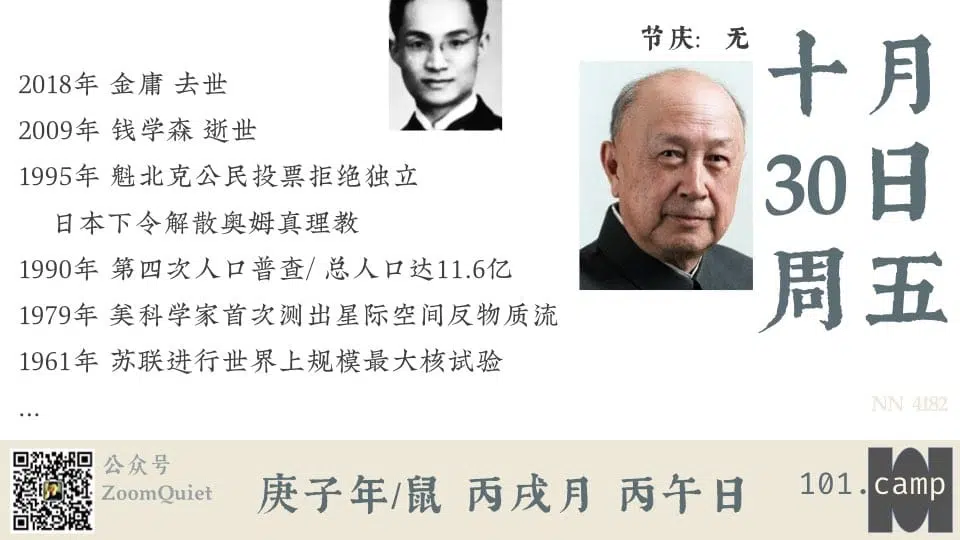 节庆: 无
十月
30日
周五
2018年 金庸 去世
2009年 钱学森 逝世
1995年 魁北克公民投票拒绝独立
日本下令解散奥姆真理教
1990年 第四次人口普查/ 总人口达11.6亿
1979年 美科学家首次测出星际空间反物质流
1961年 苏联进行世界上规模最大核试验
...
NN 4182
公众号
ZoomQuiet
庚子年/鼠 丙戌月 丙午日
101.camp